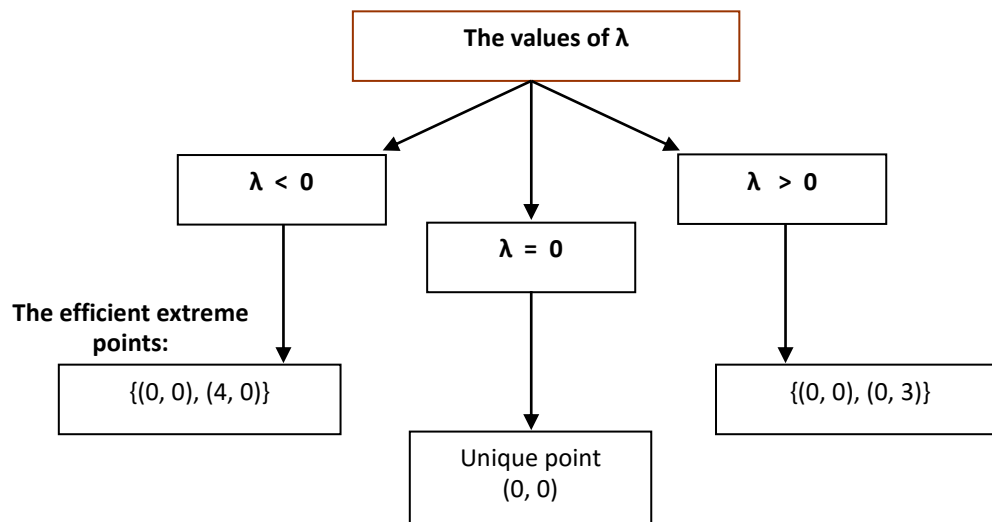 The values of λ
λ < 0
λ > 0
λ = 0
The efficient extreme
points:
{(0, 0), (4, 0)}
{(0, 0), (0, 3)}
Unique point
(0, 0)